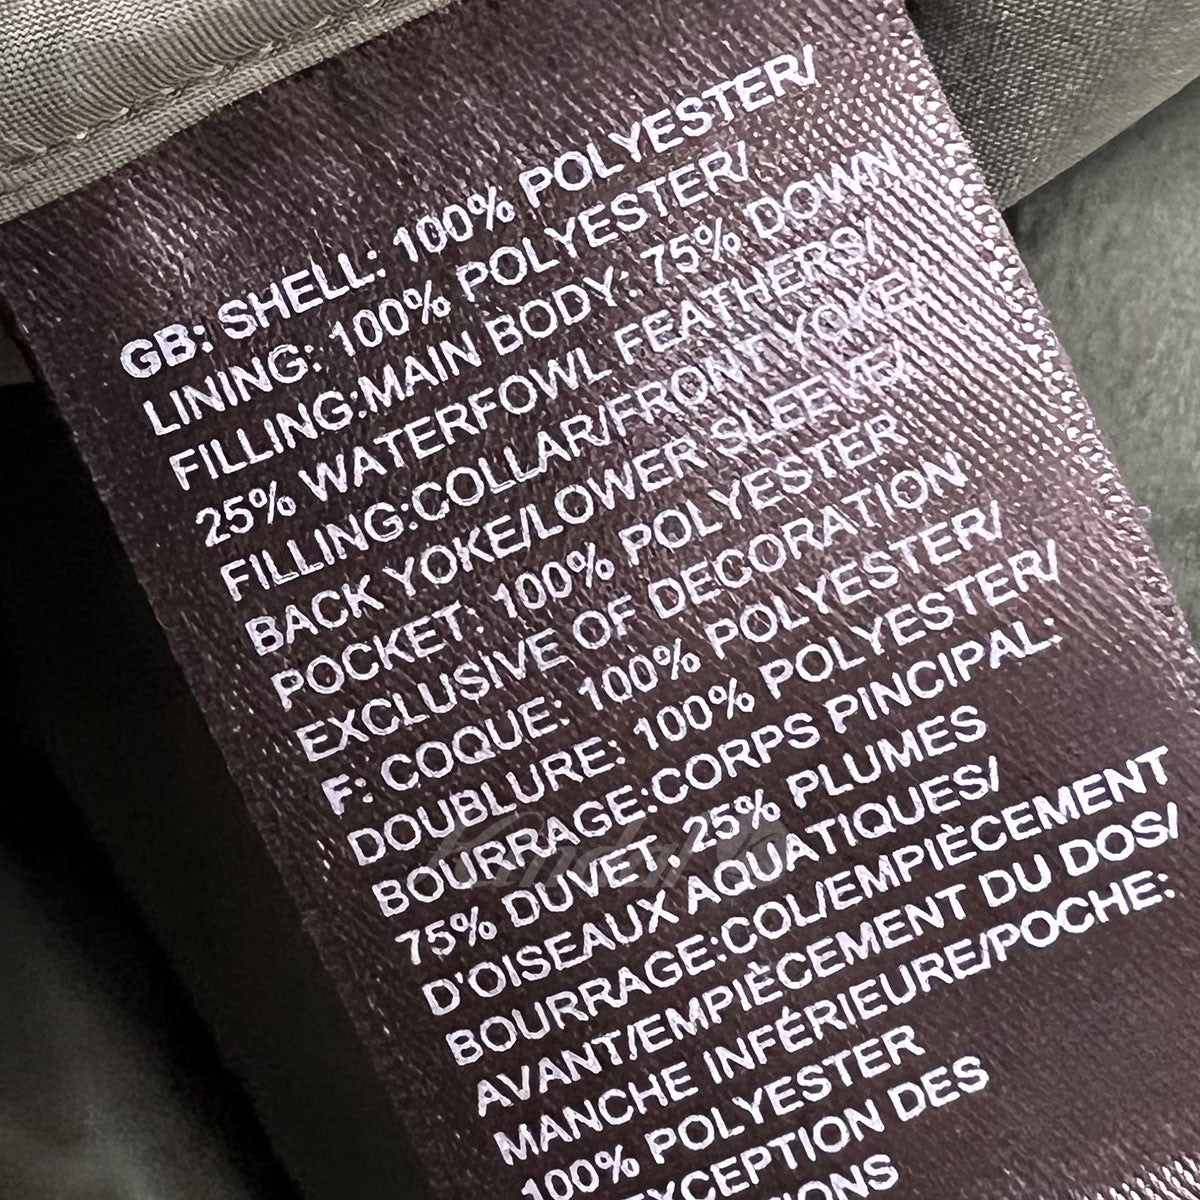 GB: SHELL: 100% POLYESTER/
LINING: 100% POLYESTER/
FILLING:MAIN BODY: 75% DOWN,
25% WATERFOWL FEATHERS/
FILLING:COLLAR/FRONT YOKE/
BACK YOKE/LOWER SLEEVE/
POCKET: 100% POLYESTER
EXCLUSIVE OF DECORATION
F: COQUE: 100% POLYESTER/
DOUBLURE: 100% POLYESTER/
BOURRAGE:CORPS PINCIPAL:
75% DUVET, 25% PLUMES
D'OISEAUX AQUATIQUES/
BOURRAGE:COL/EMPIÈCEMENT
AVANT/EMPIÈCEMENT DU DOS/
MANCHE INFÉRIEURE/POCHE:
100% POLYESTER
EXCEPTION DES